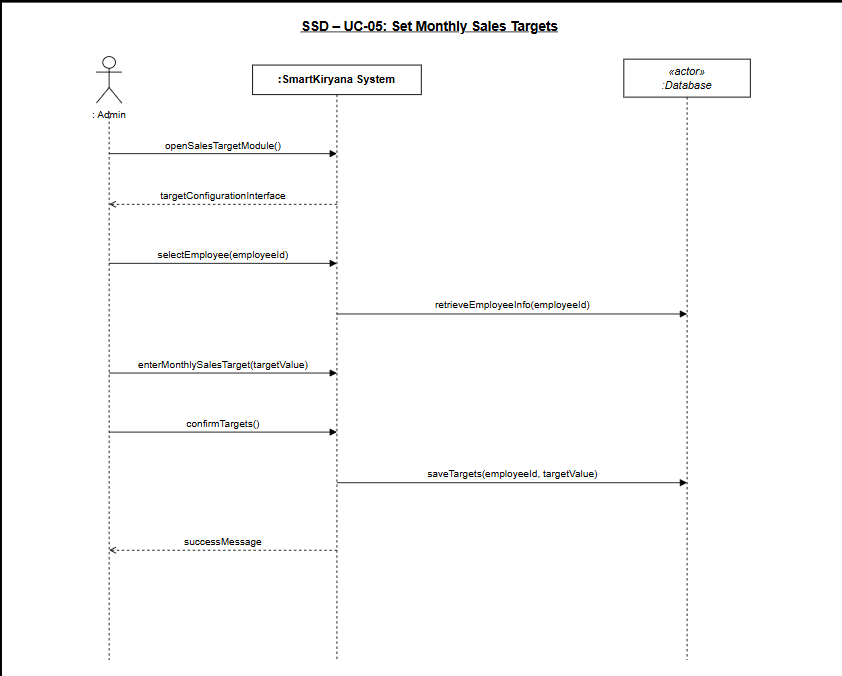 SSD – UC-05: Set Monthly Sales Targets
: Admin
:SmartKiryana System
«actor»
:Database
openSalesTargetModule()
targetConfigurationInterface
selectEmployee(employeeId)
retrieveEmployeeInfo(employeeId)
enterMonthlySalesTarget(targetValue)
confirmTargets()
saveTargets(employeeId, targetValue)
successMessage